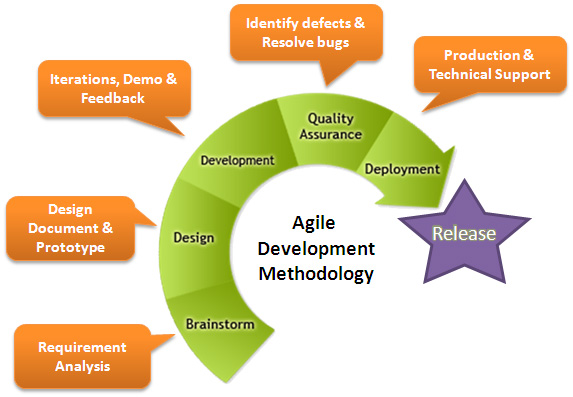 Identify defects &
Resolve bugs
Production &
Technical Support
Iterations, Demo &
Feedback
Quality
Assurance
Development
Deployment
Design
Document &
Prototype
Design
Agile
Development
Methodology
Release
Brainstorm
Requirement
Analysis